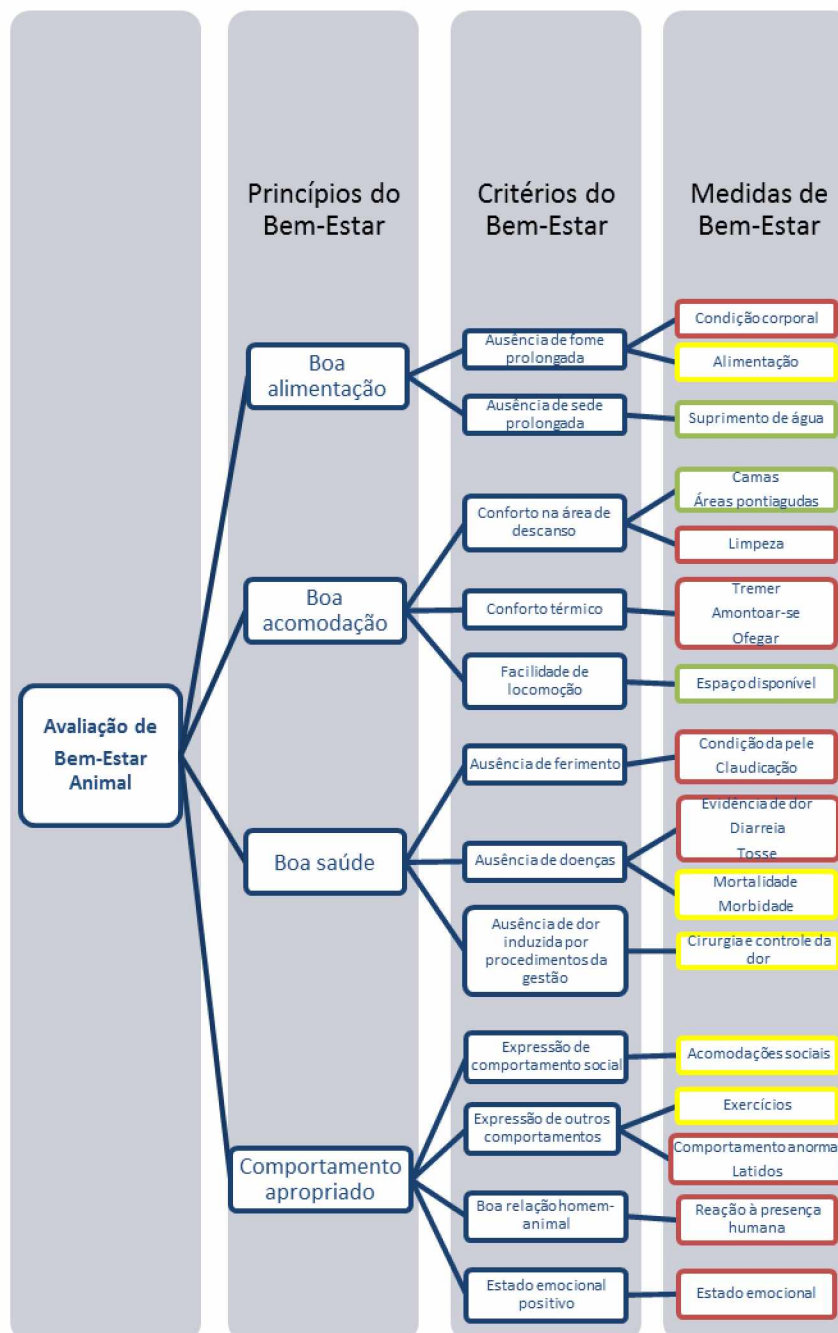 Princípios do
Bem-Estar
Critérios do
Bem-Estar
Medidas de
Bem-Estar
Avaliação de
Bem-Estar
Animal
Boa
alimentação
Ausência de fome
prolongada
Condição corporal
Alimentação
Ausência de sede
prolongada
Suprimento de água
Boa
acomodação
Conforto na área de
descanso
Camas
Áreas pontiagudas
Limpeza
Conforto térmico
Tremer
Amontoar-se
Ofegar
Facilidade de
locomoção
Espaço disponível
Boa saúde
Ausência de ferimento
Condição da pele
Claudicação
Ausência de doenças
Evidência de dor
Diarreia
Tosse
Mortalidade
Morbidade
Ausência de dor
induzida por
procedimentos da
gestão
Cirurgia e controle da
dor
Comportamento
apropriado
Expressão de
comportamento social
Acomodações sociais
Expressão de outros
comportamentos
Exercícios
Comportamento anorma
Latidos
Boa relação homem-
animal
Reação à presença
humana
Estado emocional
positivo
Estado emocional